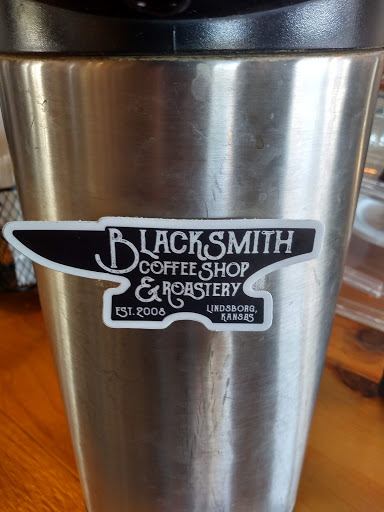 BLACKSMITH
COFFEE SHOP
& ROASTERY
EST. 2008
LINDSBORG,
KANSAS